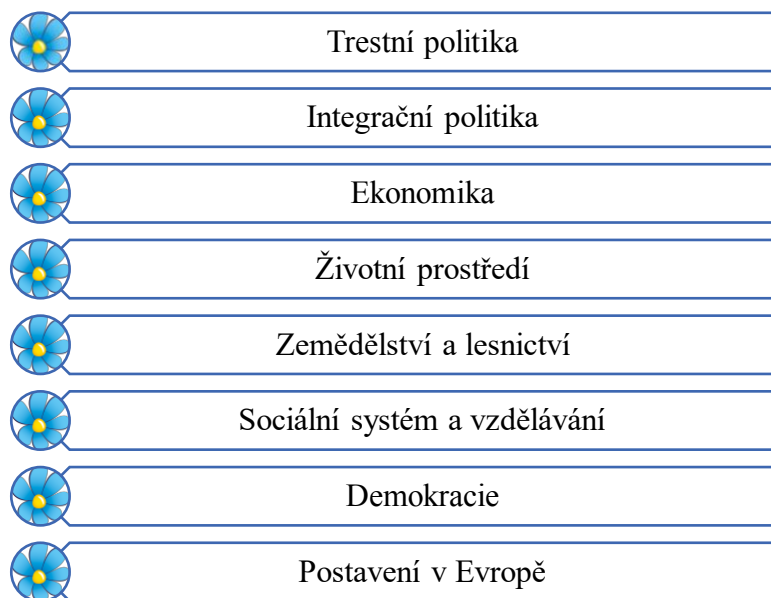 Trestní politika
Integrační politika
Ekonomika
Životní prostředí
Zemědělství a lesnictví
Sociální systém a vzdělávání
Demokracie
Postavení v Evropě